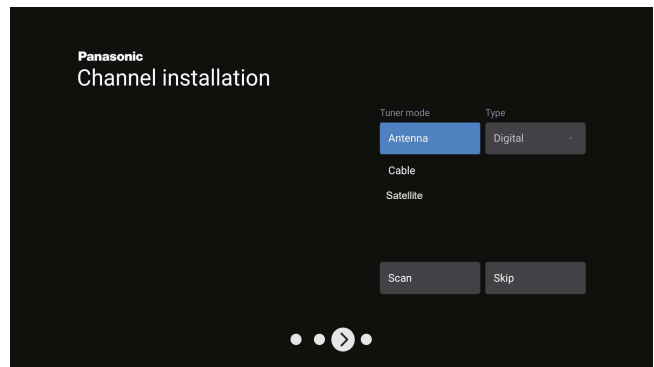 Panasonic
Channel installation
Tuner mode Type
Antenna Digital
Cable
Satellite
Scan Skip